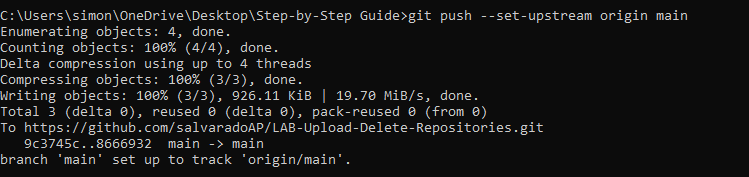 C:\Users\simon\OneDrive\Desktop\Step-by-Step Guide>git push --set-upstream origin main
Enumerating objects: 4, done.
Counting objects: 100% (4/4), done.
Delta compression using up to 4 threads
Compressing objects: 100% (3/3), done.
Writing objects: 100% (3/3), 926.11 KiB | 19.70 MiB/s, done.
Total 3 (delta 0), reused 0 (delta 0), pack-reused 0 (from 0)
To https://github.com/salvaradoAP/LAB-Upload-Delete-Repositories.git
   9c3745c..8666932  main -> main
branch 'main' set up to track 'origin/main'.